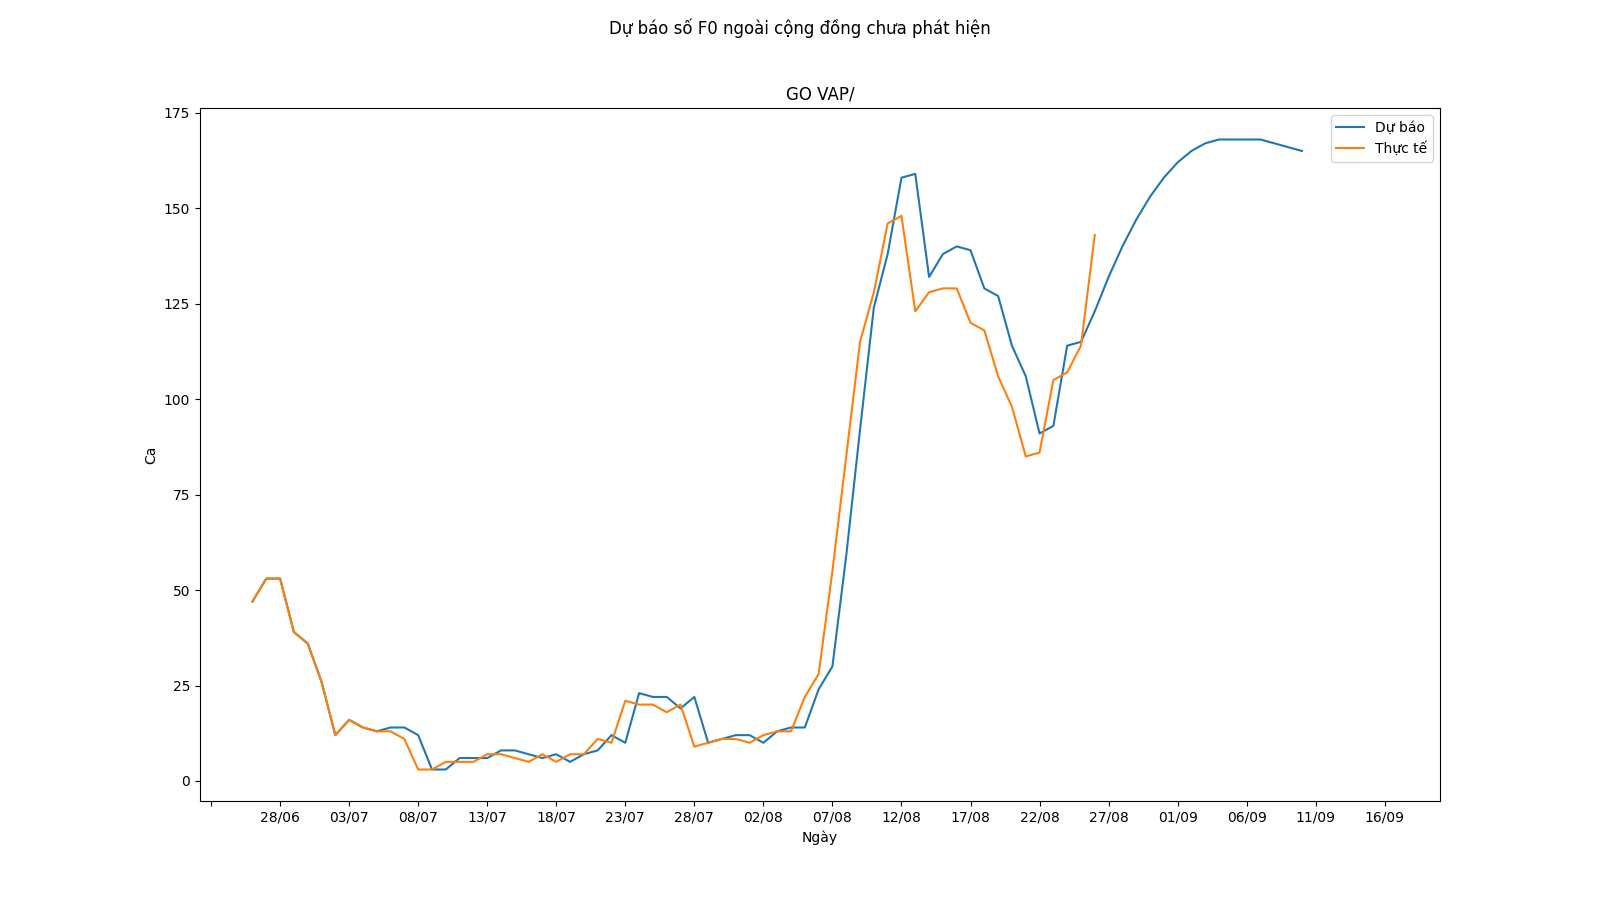 Dự báo số F0 ngoài cộng đồng chưa phát hiện
GO VAP/
Dự báo
Thực tế
175
150
125
100
75
50
25
0
Ca
28/06 03/07 08/07 13/07 18/07 23/07 28/07 02/08 07/08 12/08 17/08 22/08 27/08 01/09 06/09 11/09 16/09
Ngày